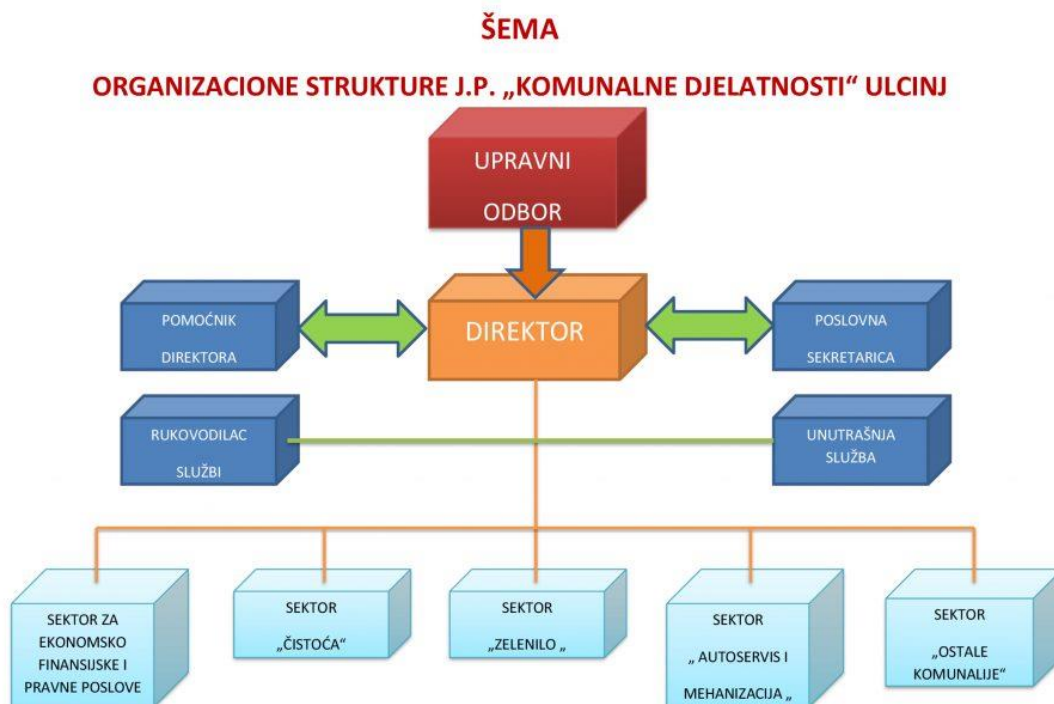 ŠEMA
ORGANIZACIONE STRUKTURE J.P. „KOMUNALNE DJELATNOSTI“ ULCINJ
UPRAVNI
ODBOR
POMOĆNIK
DIREKTORA
DIREKTOR
POSLOVNA
SEKRETARICA
RUKOVODILAC
SLUŽBI
UNUTRAŠNJA
SLUŽBA
SEKTOR ZA
EKONOMSKO
FINANSIJSKE I
PRAVNE POSLOVE
SEKTOR
„ČISTOĆA“
SEKTOR
„ZELENILO „
SEKTOR
„ AUTOSERVIS I
MEHANIZACIJA „
SEKTOR
„OSTALE
KOMUNALIJE“